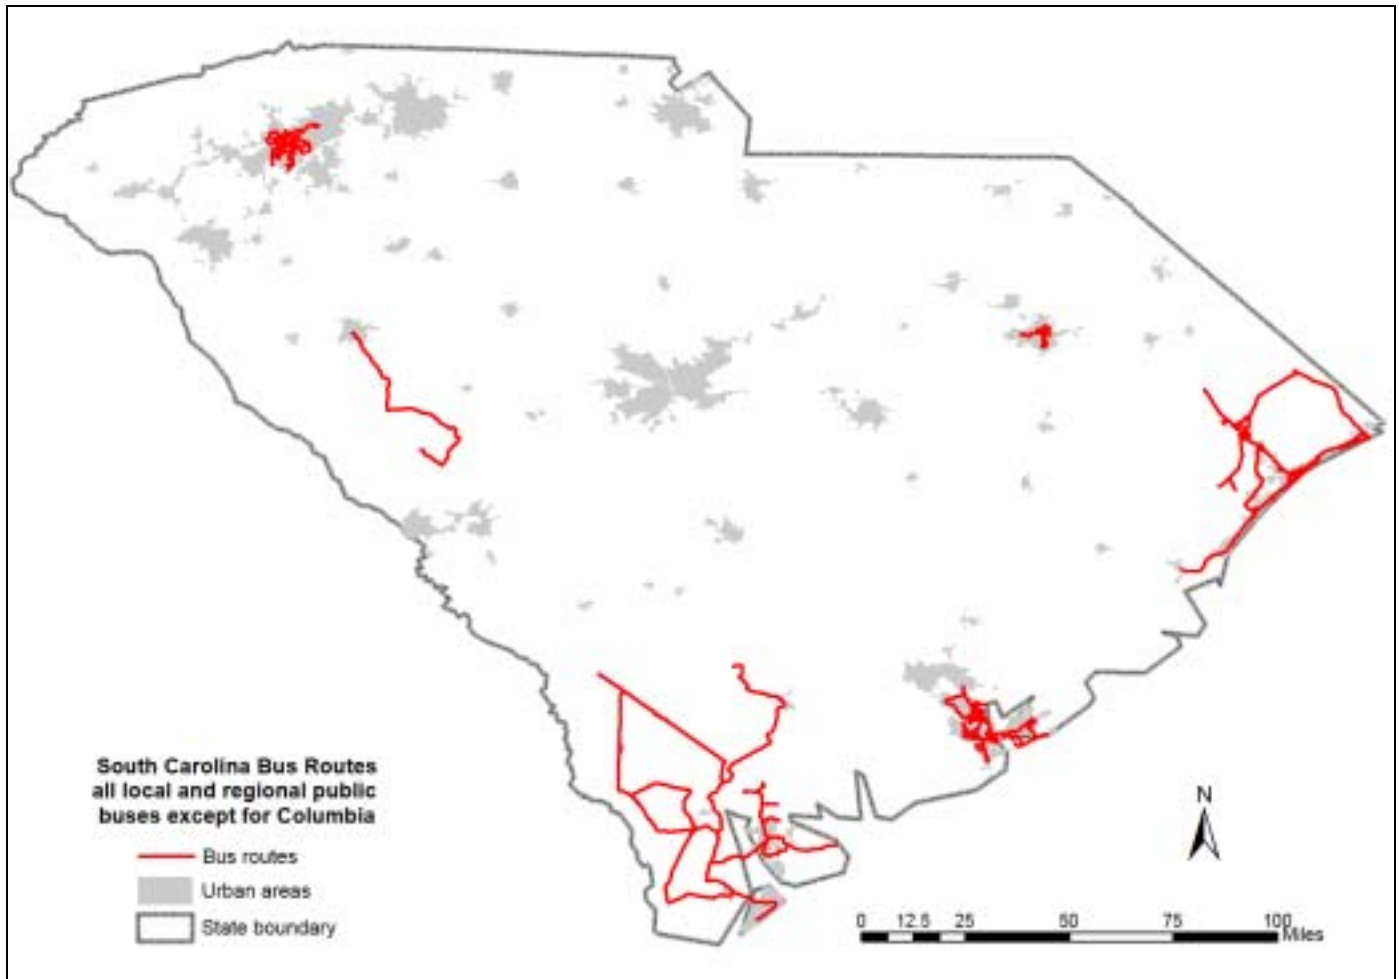 South Carolina Bus Routes
all local and regional public
buses except for Columbia
Bus routes
Urban areas
State boundary
N
0 12.5 25 50 75 100
Miles